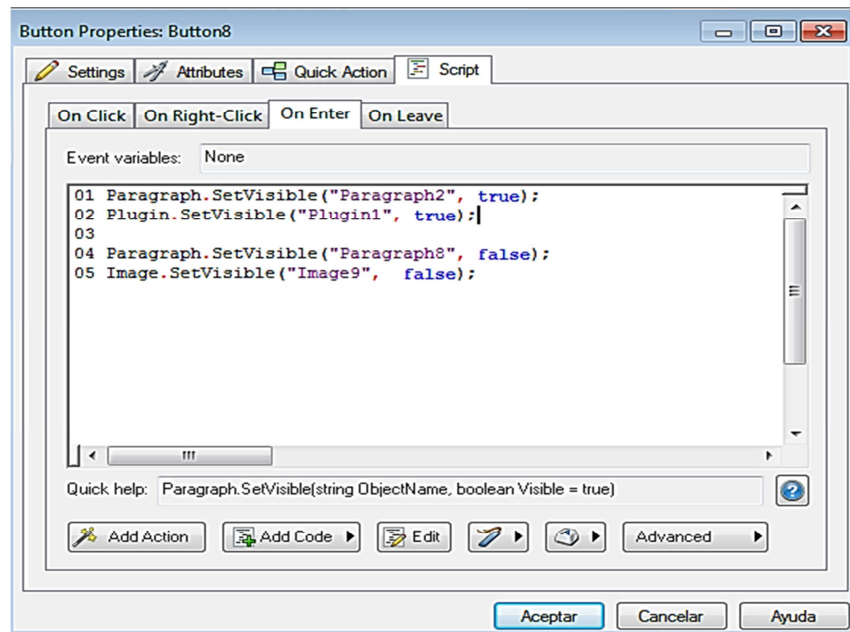 Button Properties: Button8
Settings Attributes Quick Action Script
On Click On Right-Click On Enter On Leave
Event variables: None
01 Paragraph.SetVisible("Paragraph2", true);
02 Plugin.SetVisible("Plugin1", true);
03
04 Paragraph.SetVisible("Paragraph8", false);
05 Image.SetVisible("Image9",  false);
Quick help: Paragraph.SetVisible(string ObjectName, boolean Visible = true)
Add Action Add Code Edit Advanced
Aceptar Cancelar Ayuda